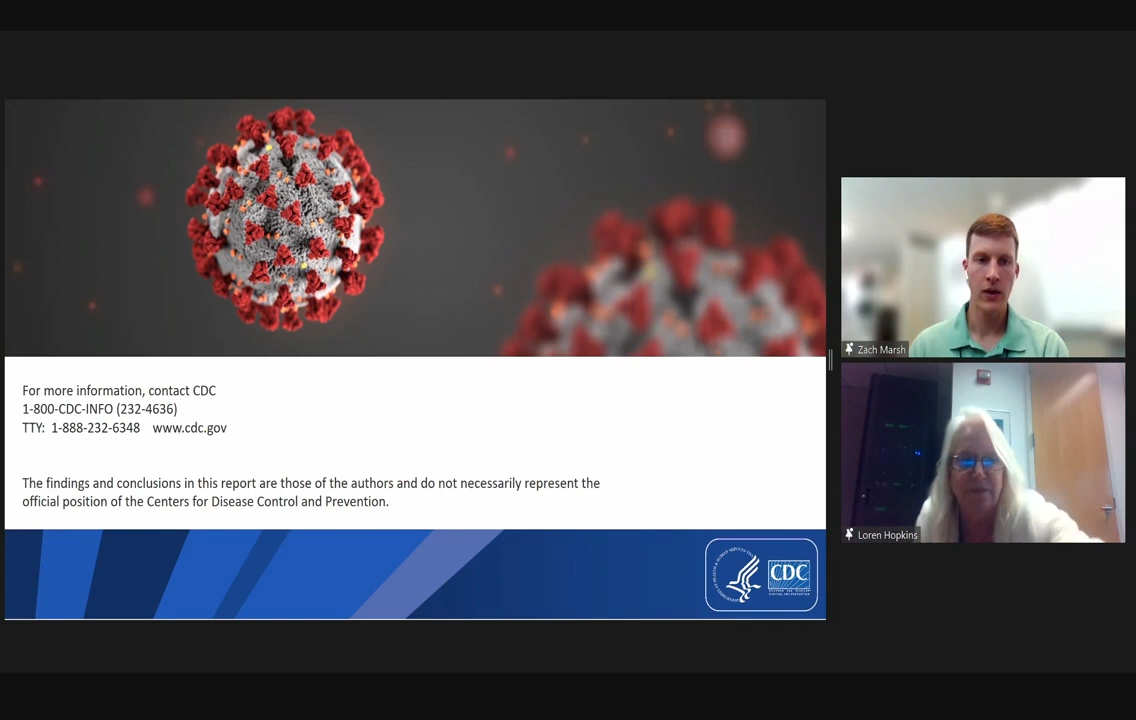 For more information, contact CDC
1-800-CDC-INFO (232-4636)
TTY:  1-888-232-6348    www.cdc.gov
The findings and conclusions in this report are those of the authors and do not necessarily represent the
official position of the Centers for Disease Control and Prevention.
CDC
Zach Marsh
Loren Hopkins